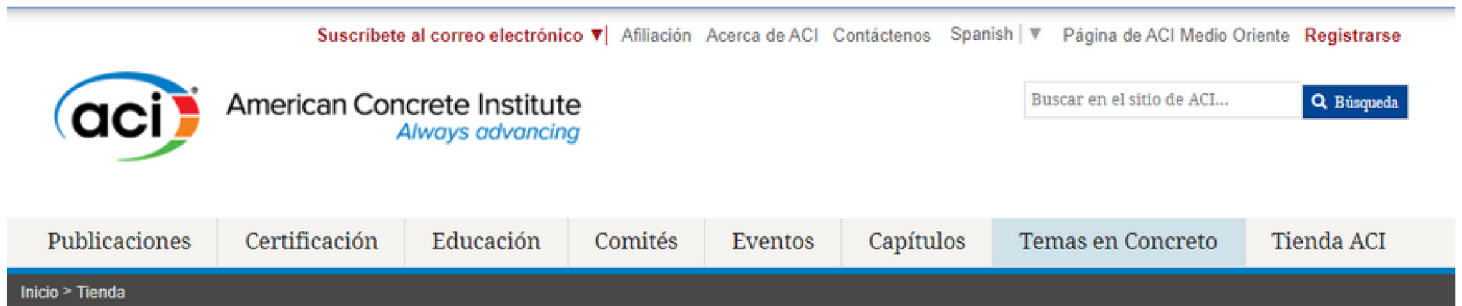 Suscríbete al correo electrónico ▼| Afiliación Acerca de ACI Contáctenos Spanish | ▼ Página de ACI Medio Oriente Registrarse
aci American Concrete Institute
Always advancing
Buscar en el sitio de ACI... Búsqueda
Publicaciones Certificación Educación Comités Eventos Capítulos Temas en Concreto Tienda ACI
Inicio > Tienda